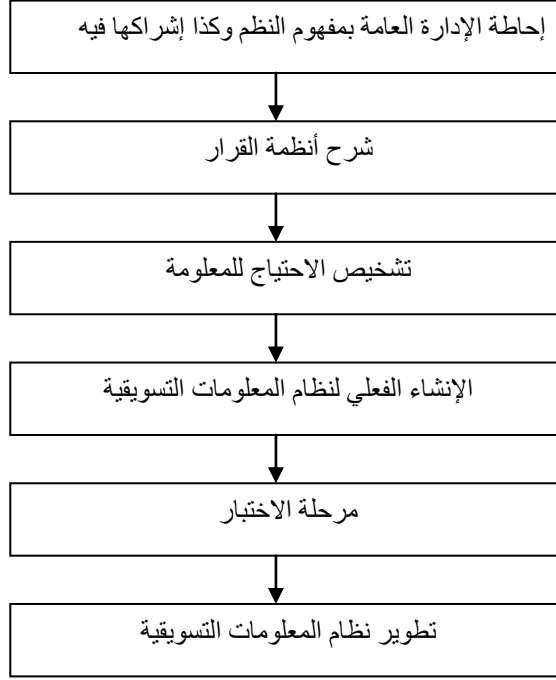 إحاطة الإدارة العامة بمفهوم النظم وكذا إشراكها فيه
شرح أنظمة القرار
تشخيص الاحتياج للمعلومة
الإنشاء الفعلي لنظام المعلومات التسويقية
مرحلة الاختبار
تطوير نظام المعلومات التسويقية